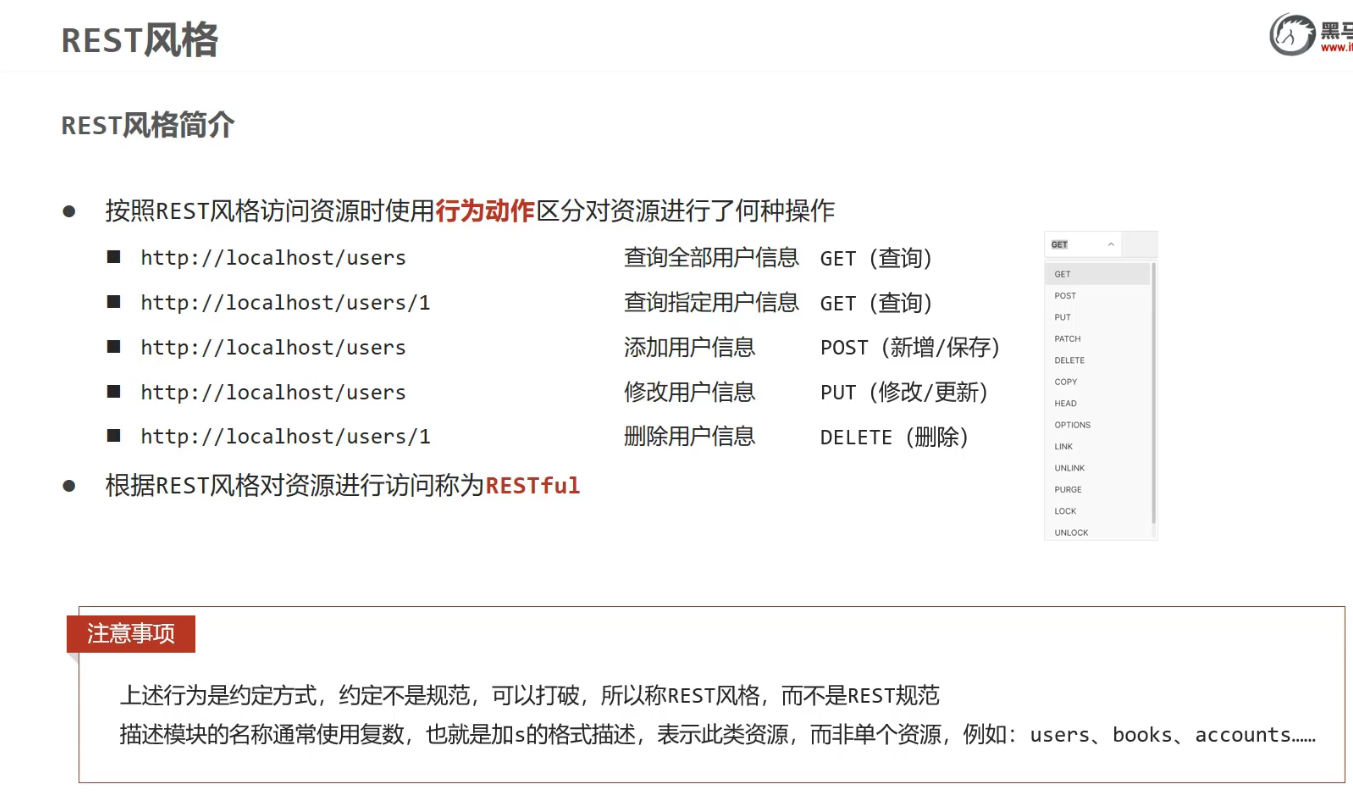 REST风格
黑马
www.it
REST风格简介
● 按照REST风格访问资源时使用行为动作区分对资源进行了何种操作
■ http://localhost/users 查询全部用户信息 GET（查询）
■ http://localhost/users/1 查询指定用户信息 GET（查询）
■ http://localhost/users 添加用户信息 POST（新增/保存）
■ http://localhost/users 修改用户信息 PUT（修改/更新）
■ http://localhost/users/1 删除用户信息 DELETE（删除）
● 根据REST风格对资源进行访问称为RESTful
GET
GET
POST
PUT
PATCH
DELETE
COPY
HEAD
OPTIONS
LINK
UNLINK
PURGE
LOCK
UNLOCK
注意事项
上述行为是约定方式，约定不是规范，可以打破，所以称REST风格，而不是REST规范
描述模块的名称通常使用复数，也就是加s的格式描述，表示此类资源，而非单个资源，例如：users、books、accounts……